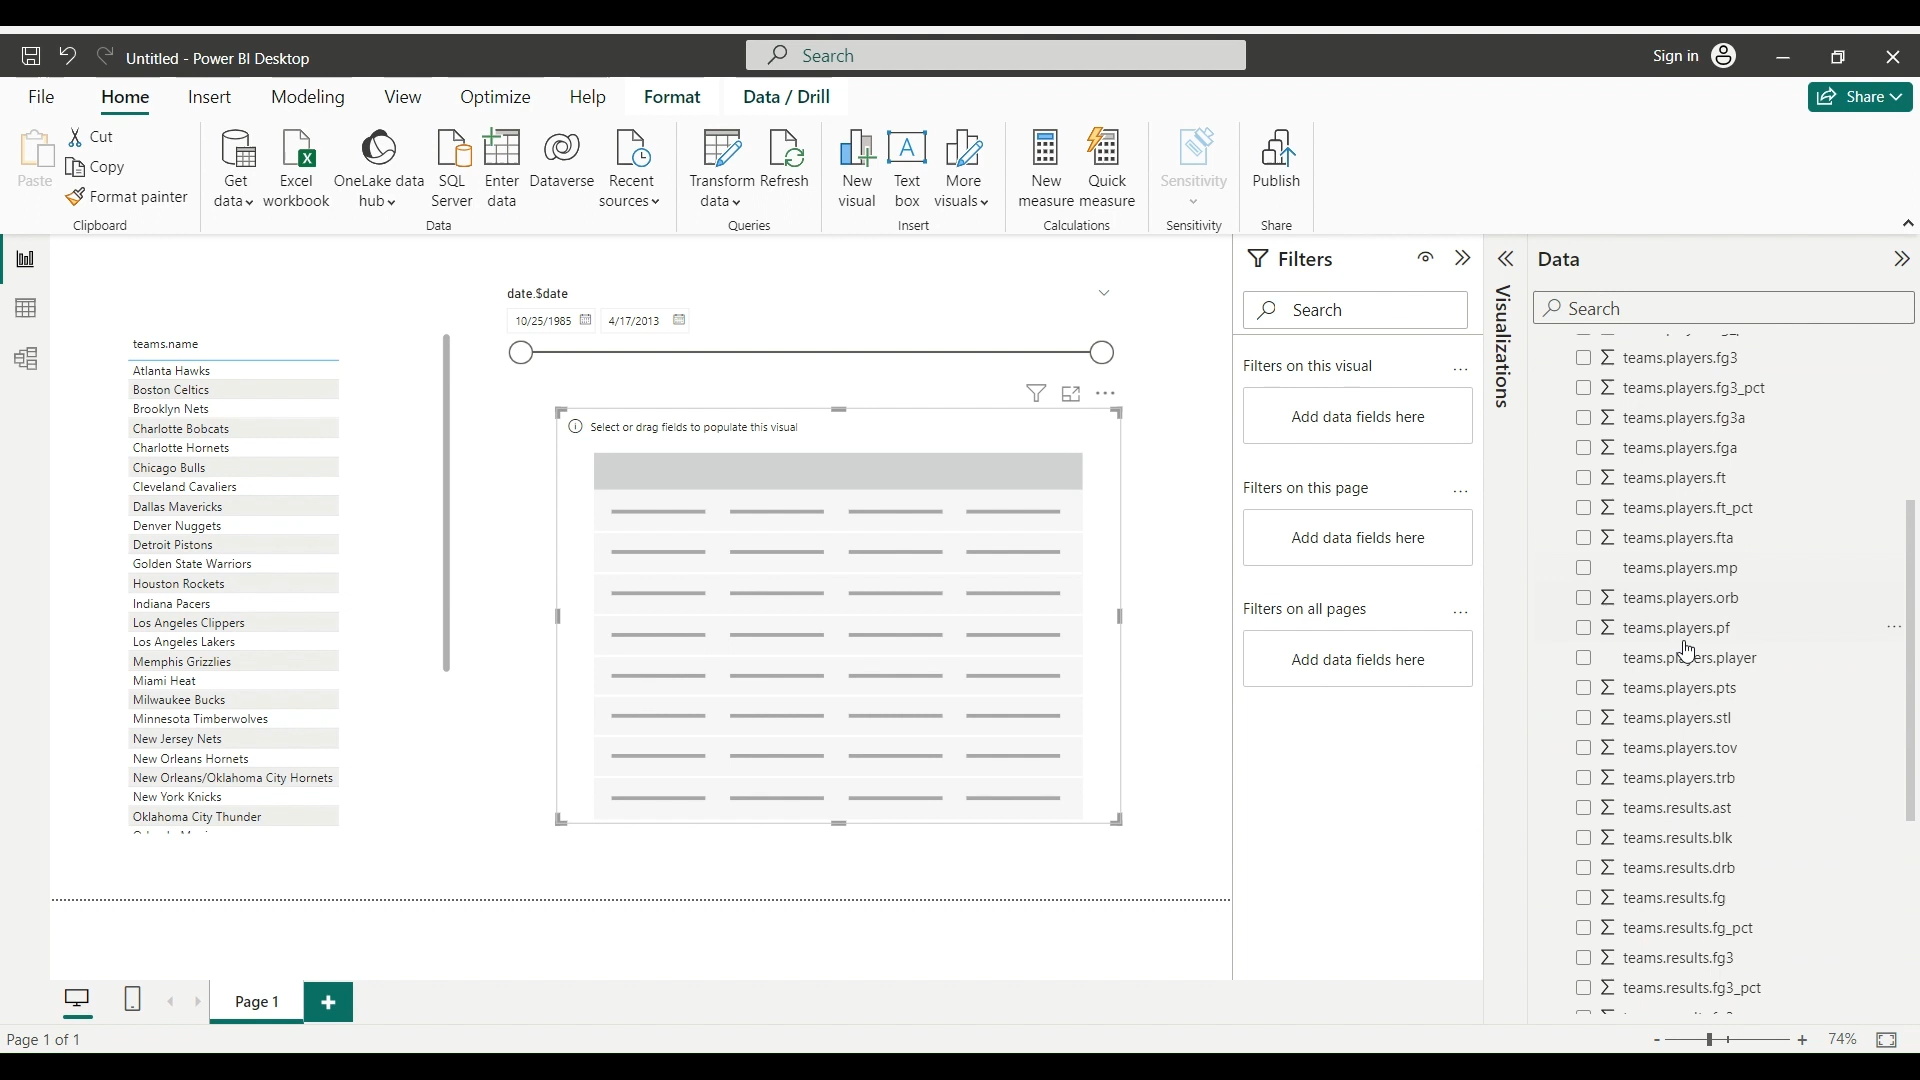 Untitled - Power BI Desktop
Search
Sign in
File
Home
Insert
Modeling
View
Optimize
Help
Format
Data / Drill
Share
Paste
Cut
Copy
Format painter
Clipboard
Get data
Excel workbook
OneLake data hub
SQL Server
Enter data
Dataverse
Recent sources
Data
Transform data
Refresh
Queries
New visual
A
Text box
More visuals
Insert
New measure
Quick measure
Calculations
Sensitivity
Sensitivity
Publish
Share
teams.name
Atlanta Hawks
Boston Celtics
Brooklyn Nets
Charlotte Bobcats
Charlotte Hornets
Chicago Bulls
Cleveland Cavaliers
Dallas Mavericks
Denver Nuggets
Detroit Pistons
Golden State Warriors
Houston Rockets
Indiana Pacers
Los Angeles Clippers
Los Angeles Lakers
Memphis Grizzlies
Miami Heat
Milwaukee Bucks
Minnesota Timberwolves
New Jersey Nets
New Orleans Hornets
New Orleans/Oklahoma City Hornets
New York Knicks
Oklahoma City Thunder
date.$date
10/25/1985
4/17/2013
Select or drag fields to populate this visual
Filters
Search
Filters on this visual
Add data fields here
Filters on this page
Add data fields here
Filters on all pages
Add data fields here
Visualizations
Data
Search
teams.players.fg3
teams.players.fg3_pct
teams.players.fg3a
teams.players.fga
teams.players.ft
teams.players.ft_pct
teams.players.fta
teams.players.mp
teams.players.orb
teams.players.pf
teams.players.player
teams.players.pts
teams.players.stl
teams.players.tov
teams.players.trb
teams.results.ast
teams.results.blk
teams.results.drb
teams.results.fg
teams.results.fg_pct
teams.results.fg3
teams.results.fg3_pct
Page 1
Page 1 of 1
74%